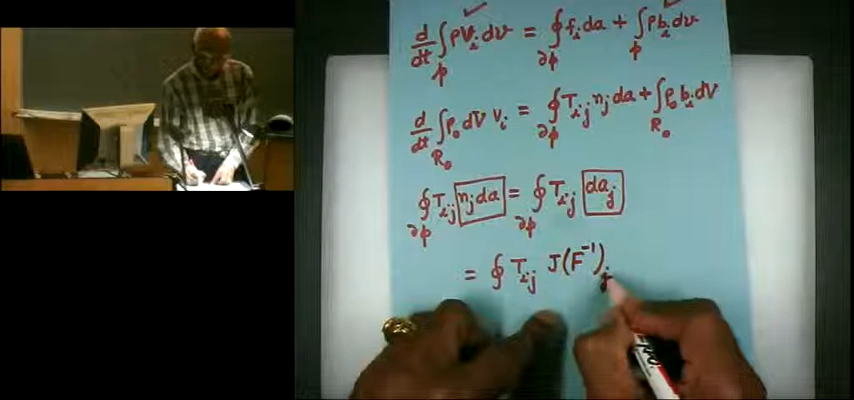 d/dt ∫_p ρ v_i dv = ∮_∂p f_i da + ∫_p ρ b_i dv
d/dt ∫_R₀ ρ₀ dV v_i = ∮_∂p T_ij n_j da + ∫_R₀ ρ₀ b_i dV
∮_∂p T_ij n_j da = ∮_∂p T_ij da_j
= ∮ T_ij J (F⁻¹)_j